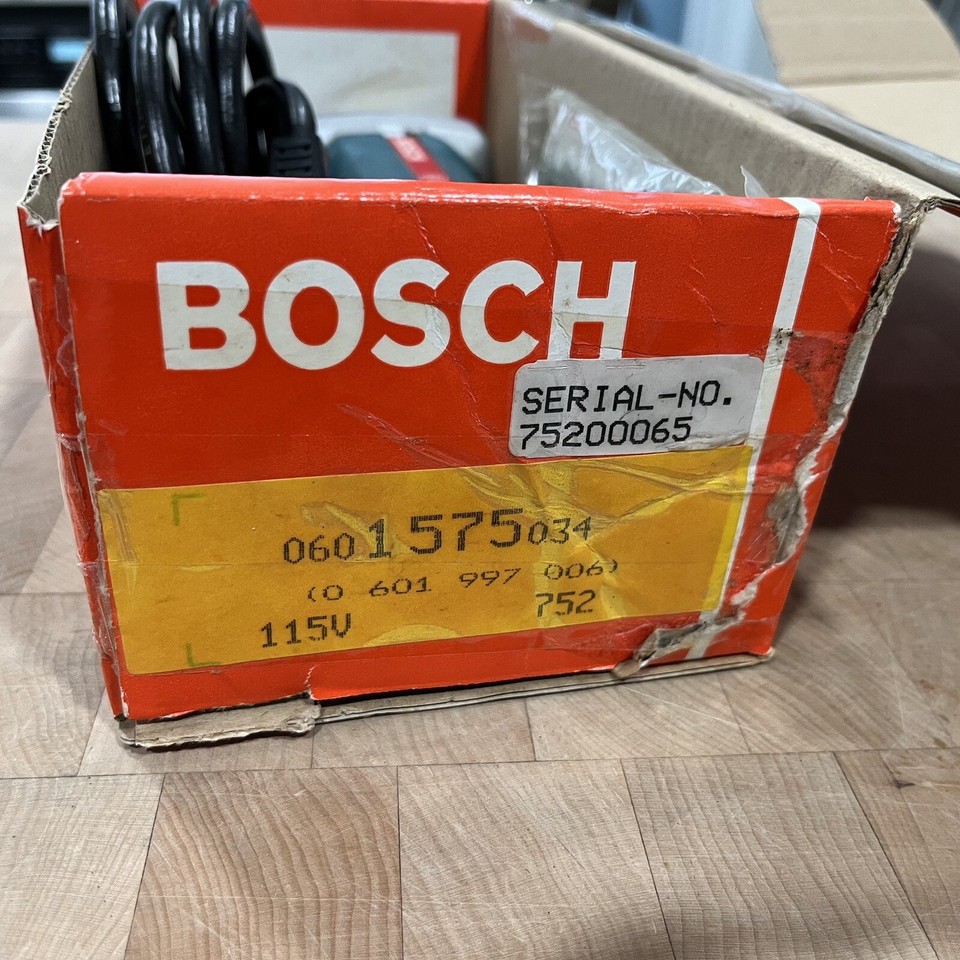 BOSCH
SERIAL-NO.
75200065
0601575034
(0 601 997 006)
115V 752